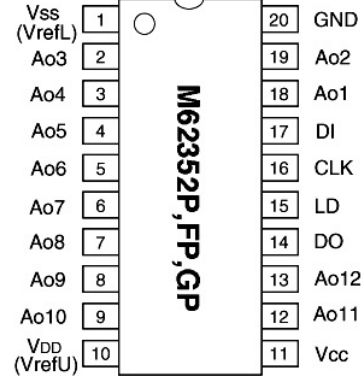 Vss 1 20 GND
(VrefL)
Ao3 2 19 Ao2
Ao4 3 18 Ao1
Ao5 4 17 DI
Ao6 5 16 CLK
Ao7 6 15 LD
Ao8 7 14 DO
Ao9 8 13 Ao12
Ao10 9 12 Ao11
VDD 10 11 Vcc
(VrefU)
M62352P,FP,GP